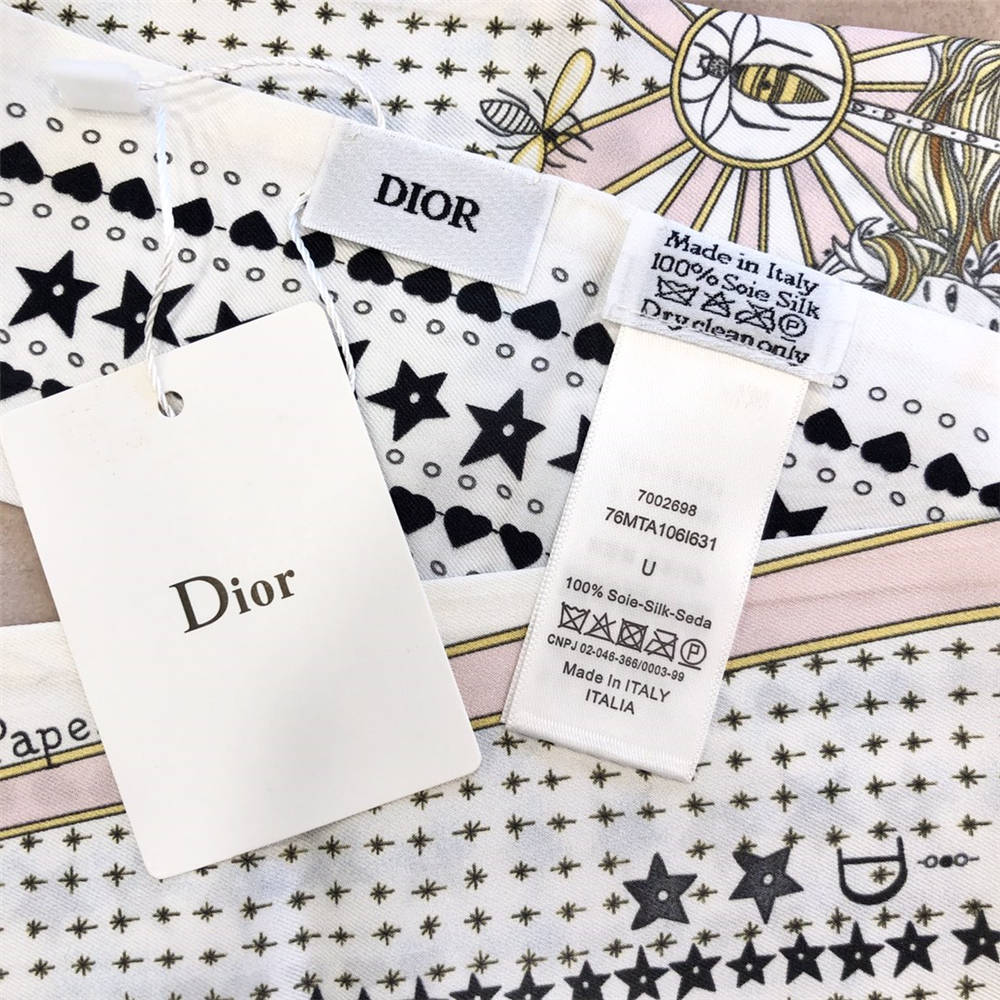 DIOR
Made in Italy
100% Soie Silk
Dry clean only
7002698
76MTA106I631
U
100% Soie-Silk-Seda
CNPJ 02-046-366/0003-99
Made In ITALY
ITALIA
Dior
Pape
D